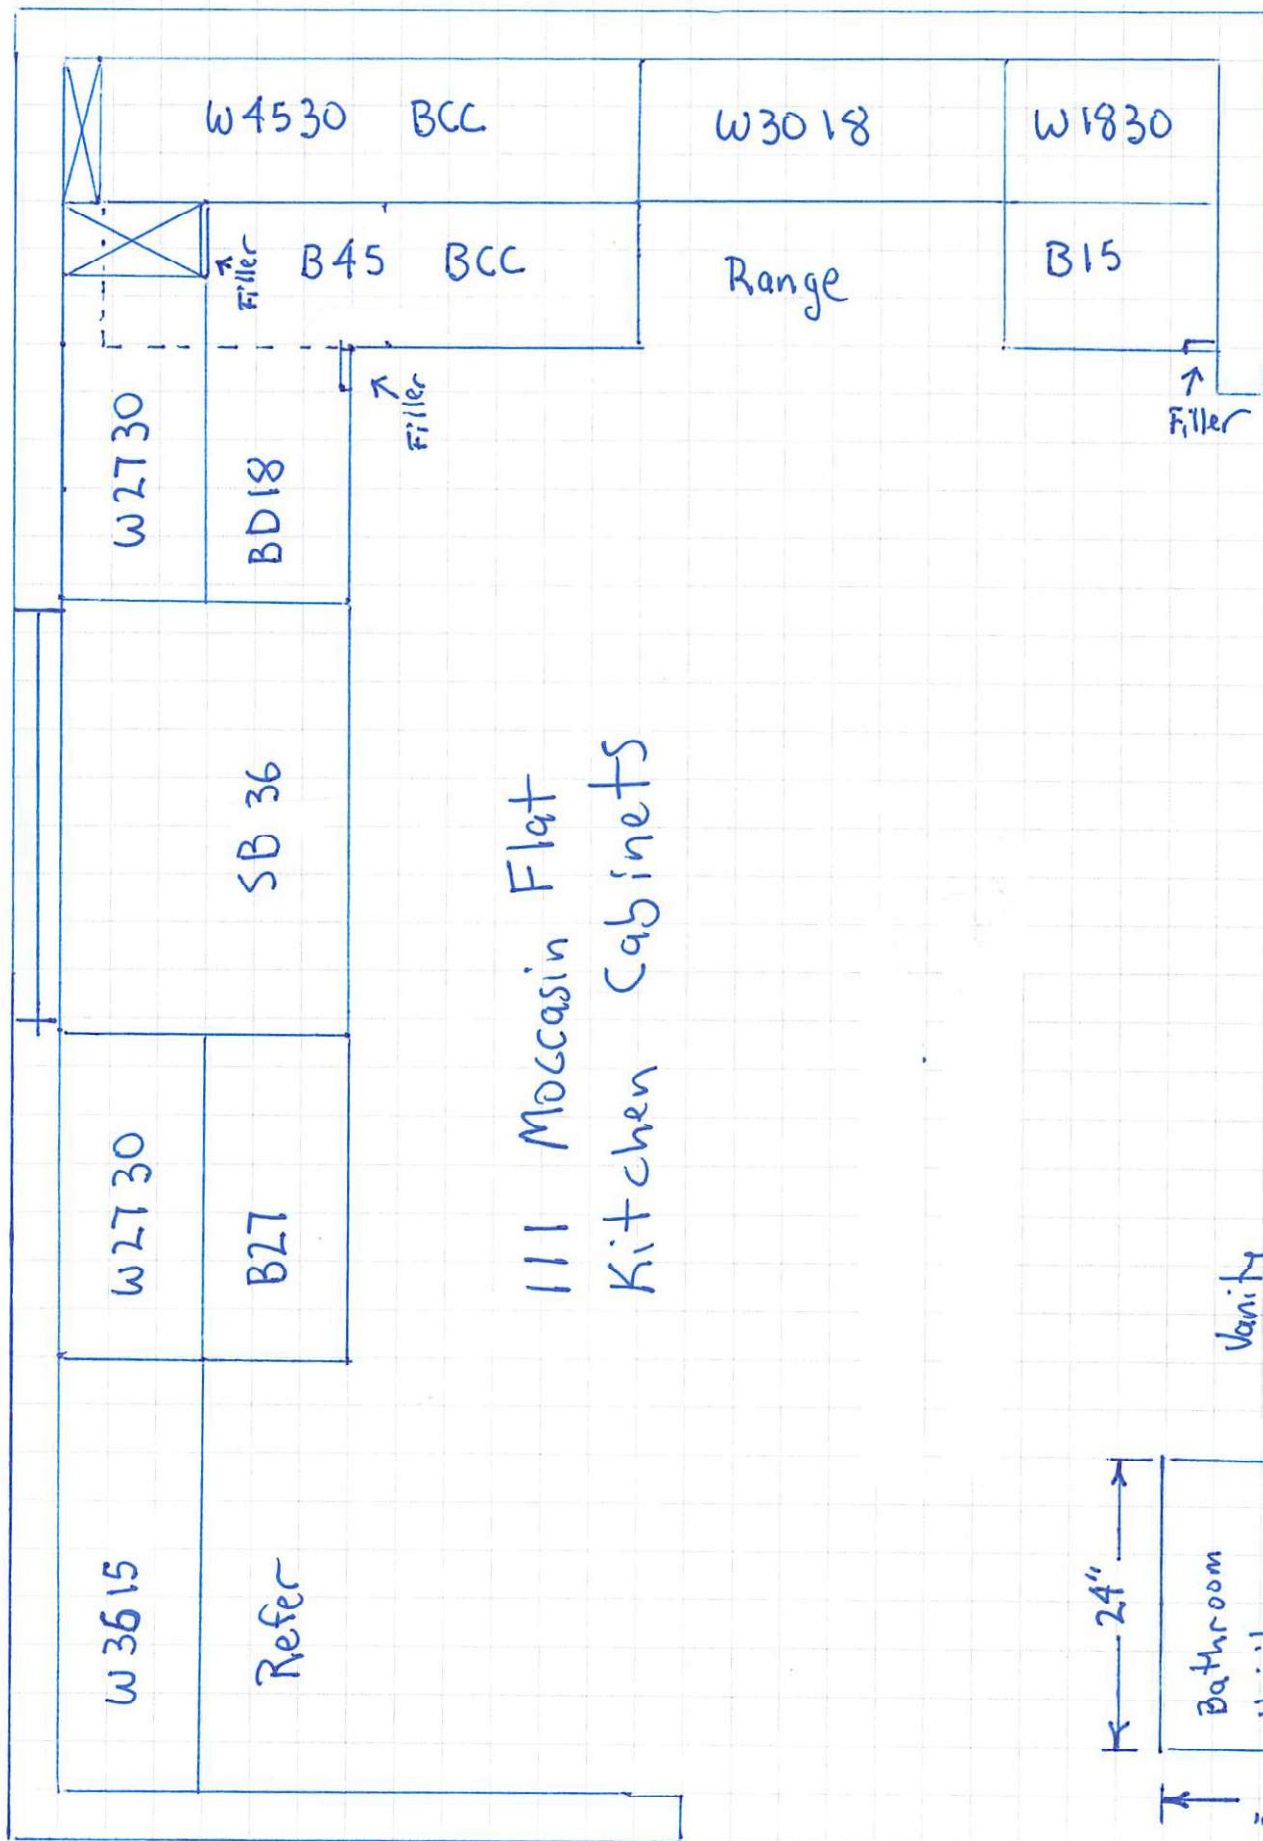 W4530 BCC
W3018
W1830
Filler
B45 BCC
Range
B15
Filler
Filler
W2730
BD18
SB 36
W2730
B27
W3615
Refer
111 Moccasin Flat
Kitchen Cabinets
Vanity
24"
Bathroom